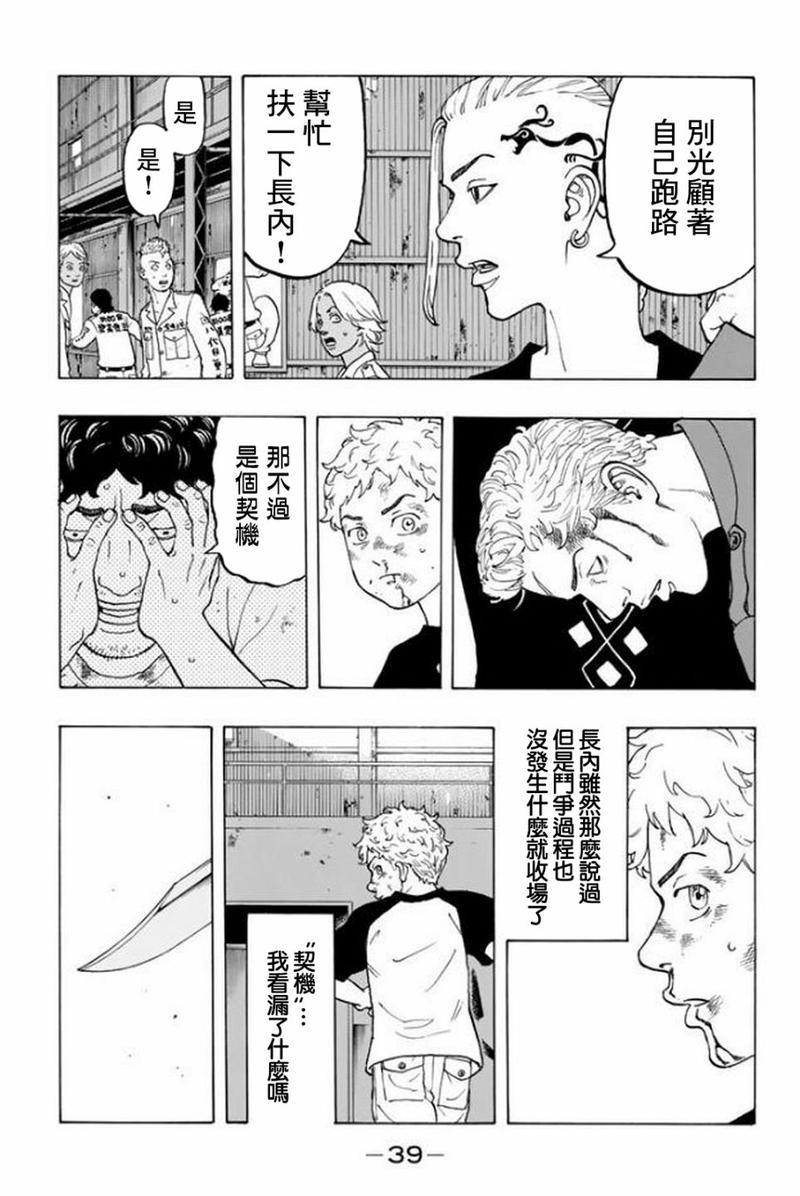 別光顧著
自己跑路
幫忙
扶一下長內！
是
是！
那不過
是個契機
長內雖然那麼說過
但是鬥爭過程也
沒發生什麼就收場了
“契機”…
我看漏了什麼嗎
—39—